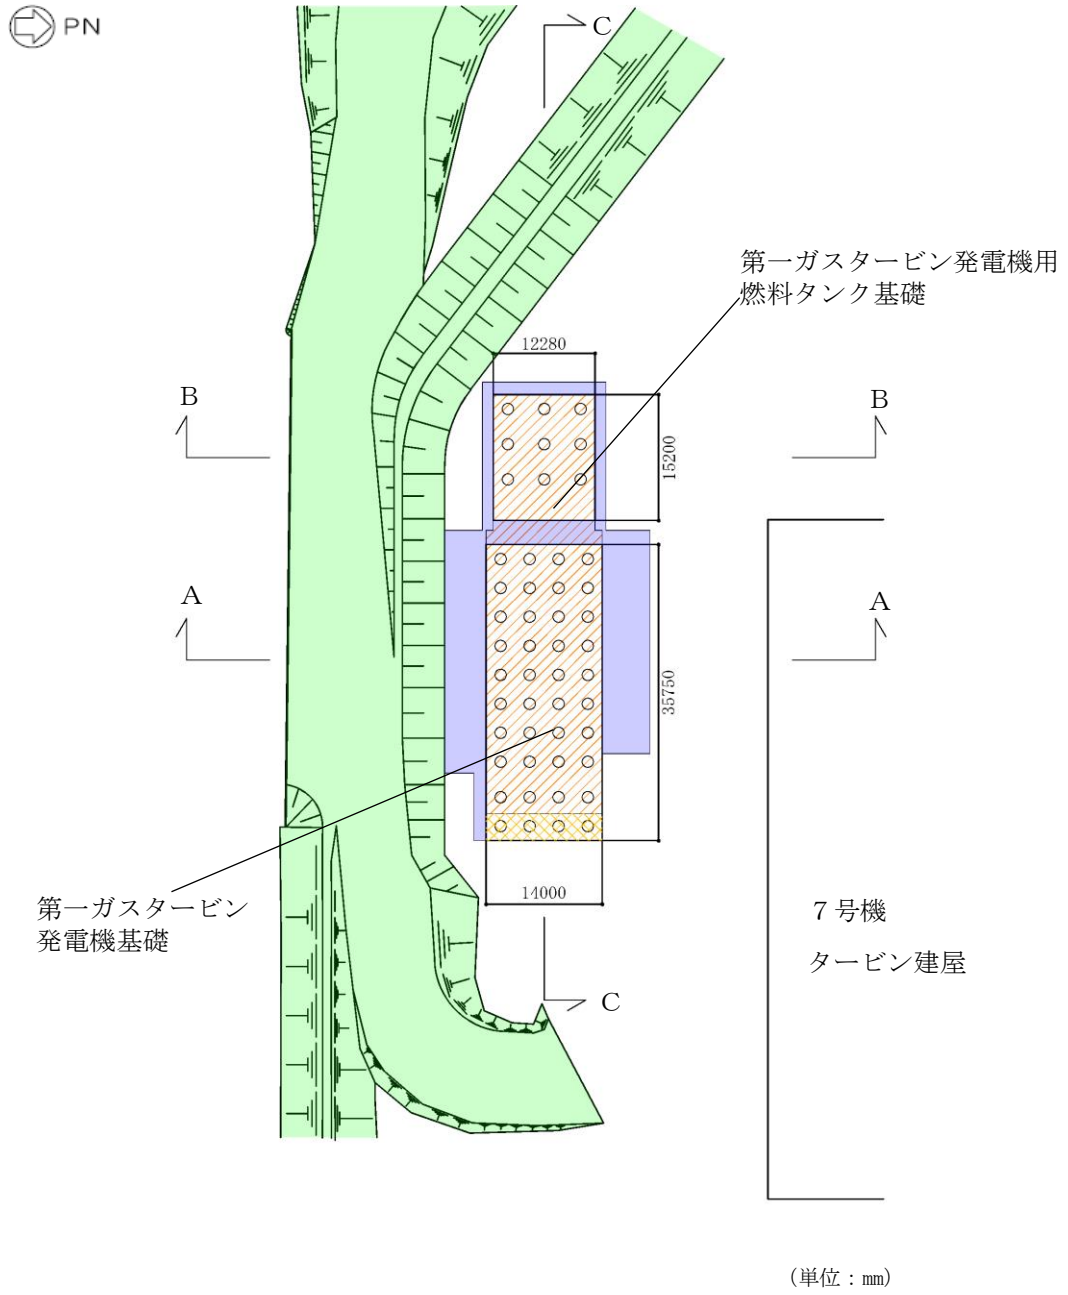 PN
C
第一ガスタービン発電機用
燃料タンク基礎
12280
B
B
15200
A
A
35750
14000
第一ガスタービン
発電機基礎
7号機
タービン建屋
C
（単位：㎜）